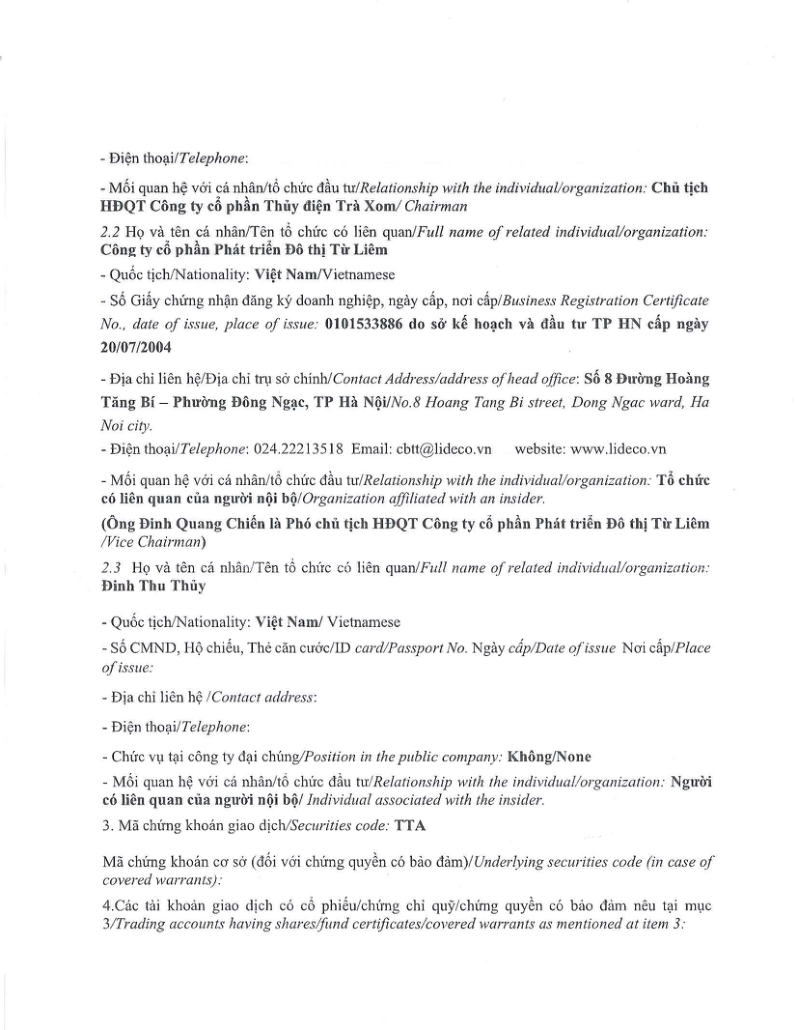 - Điện thoại/Telephone:
- Mối quan hệ với cá nhân/tổ chức đầu tư/Relationship with the individual/organization: Chủ tịch
HĐQT Công ty cổ phần Thủy điện Trà Xom/ Chairman
2.2 Họ và tên cá nhân/Tên tổ chức có liên quan/Full name of related individual/organization:
Công ty cổ phần Phát triển Đô thị Từ Liêm
- Quốc tịch/Nationality: Việt Nam/Vietnamese
- Số Giấy chứng nhận đăng ký doanh nghiệp, ngày cấp, nơi cấp/Business Registration Certificate
No., date of issue, place of issue: 0101533886 do sở kế hoạch và đầu tư TP HN cấp ngày
20/07/2004
- Địa chỉ liên hệ/Địa chỉ trụ sở chính/Contact Address/address of head office: Số 8 Đường Hoàng
Tăng Bí – Phường Đông Ngạc, TP Hà Nội/No.8 Hoang Tang Bi street, Dong Ngac ward, Ha
Noi city.
- Điện thoại/Telephone: 024.22213518 Email: cbtt@lideco.vn website: www.lideco.vn
- Mối quan hệ với cá nhân/tổ chức đầu tư/Relationship with the individual/organization: Tổ chức
có liên quan của người nội bộ/Organization affiliated with an insider.
(Ông Đinh Quang Chiến là Phó chủ tịch HĐQT Công ty cổ phần Phát triển Đô thị Từ Liêm
/Vice Chairman)
2.3 Họ và tên cá nhân/Tên tổ chức có liên quan/Full name of related individual/organization:
Đinh Thu Thủy
- Quốc tịch/Nationality: Việt Nam/ Vietnamese
- Số CMND, Hộ chiếu, Thẻ căn cước/ID card/Passport No. Ngày cấp/Date of issue Nơi cấp/Place
of issue:
- Địa chỉ liên hệ /Contact address:
- Điện thoại/Telephone:
- Chức vụ tại công ty đại chúng/Position in the public company: Không/None
- Mối quan hệ với cá nhân/tổ chức đầu tư/Relationship with the individual/organization: Người
có liên quan của người nội bộ/ Individual associated with the insider.
3. Mã chứng khoán giao dịch/Securities code: TTA
Mã chứng khoán cơ sở (đối với chứng quyền có bảo đảm)/Underlying securities code (in case of
covered warrants):
4.Các tài khoản giao dịch có cổ phiếu/chứng chỉ quỹ/chứng quyền có bảo đảm nêu tại mục
3/Trading accounts having shares/fund certificates/covered warrants as mentioned at item 3: